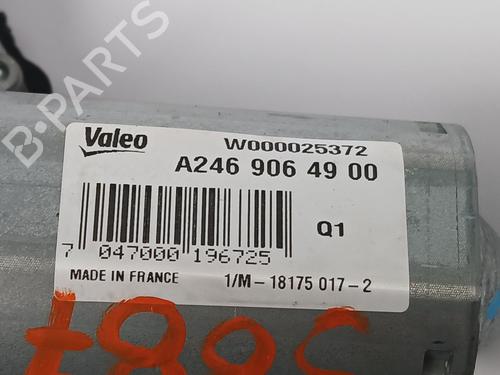 B-PARTS
Valeo W000025372
A246 906 49 00
Q1
7 047000 196725
MADE IN FRANCE 1/M-18175 017-2